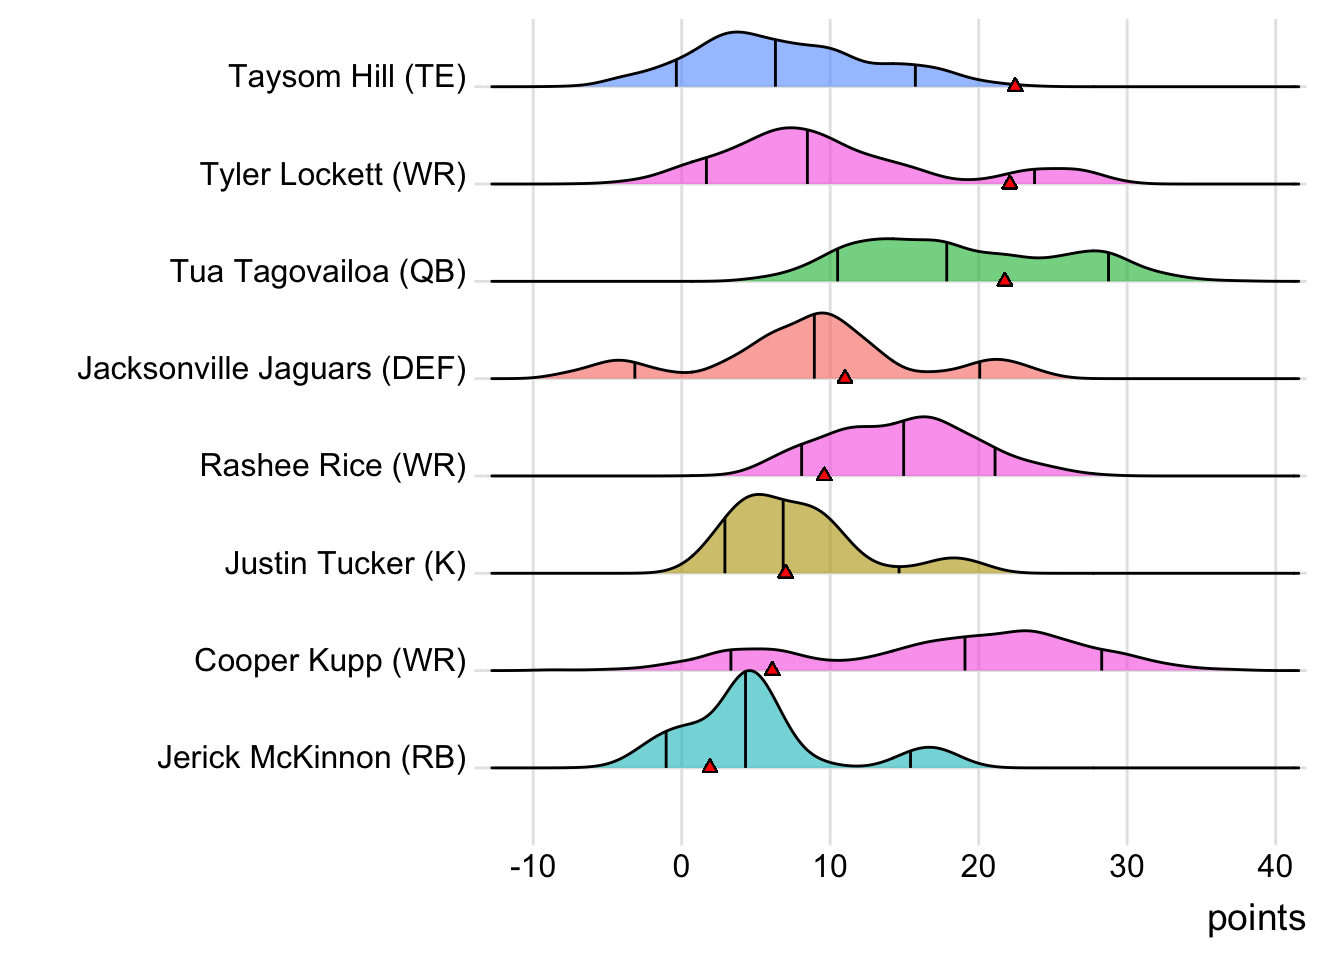 Taysom Hill (TE)
Tyler Lockett (WR)
Tua Tagovailoa (QB)
Jacksonville Jaguars (DEF)
Rashee Rice (WR)
Justin Tucker (K)
Cooper Kupp (WR)
Jerick McKinnon (RB)
-10 0 10 20 30 40
points